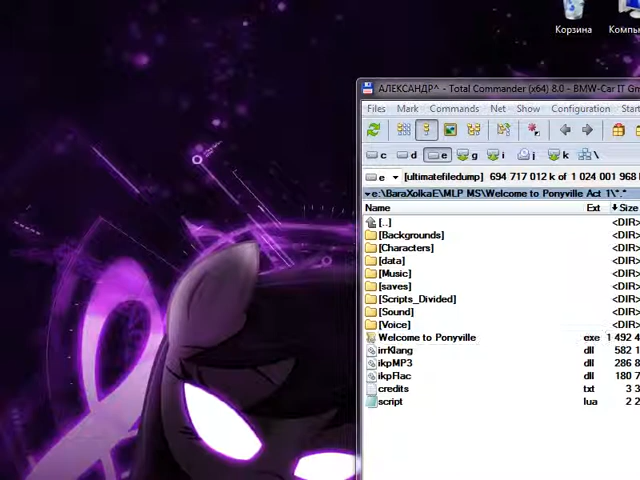 Корзина
АЛЕКСАНДР^ - Total Commander (x64) 8.0 - BMW-Car IT Gm
Files Mark Commands Net Show Configuration Start
c d e g i j k \
e [ultimatefiledump] 694 717 012 k of 1 024 001 968 k
e:\BaraXolkaE\MLP MS\Welcome to Ponyville Act 1\*.*
Name Ext Size
[..] <DIR>
[Backgrounds] <DIR>
[Characters] <DIR>
[data] <DIR>
[Music] <DIR>
[saves] <DIR>
[Scripts_Divided] <DIR>
[Sound] <DIR>
[Voice] <DIR>
Welcome to Ponyville exe 1 492 4
irrKlang dll 582 1
ikpMP3 dll 286 8
ikpFlac dll 180 7
credits txt 3 3
script lua 2 2